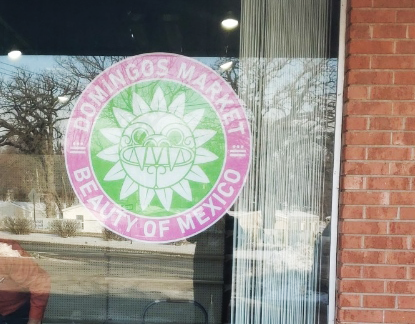 DOMINGOS MARKET
BEAUTY OF MEXICO